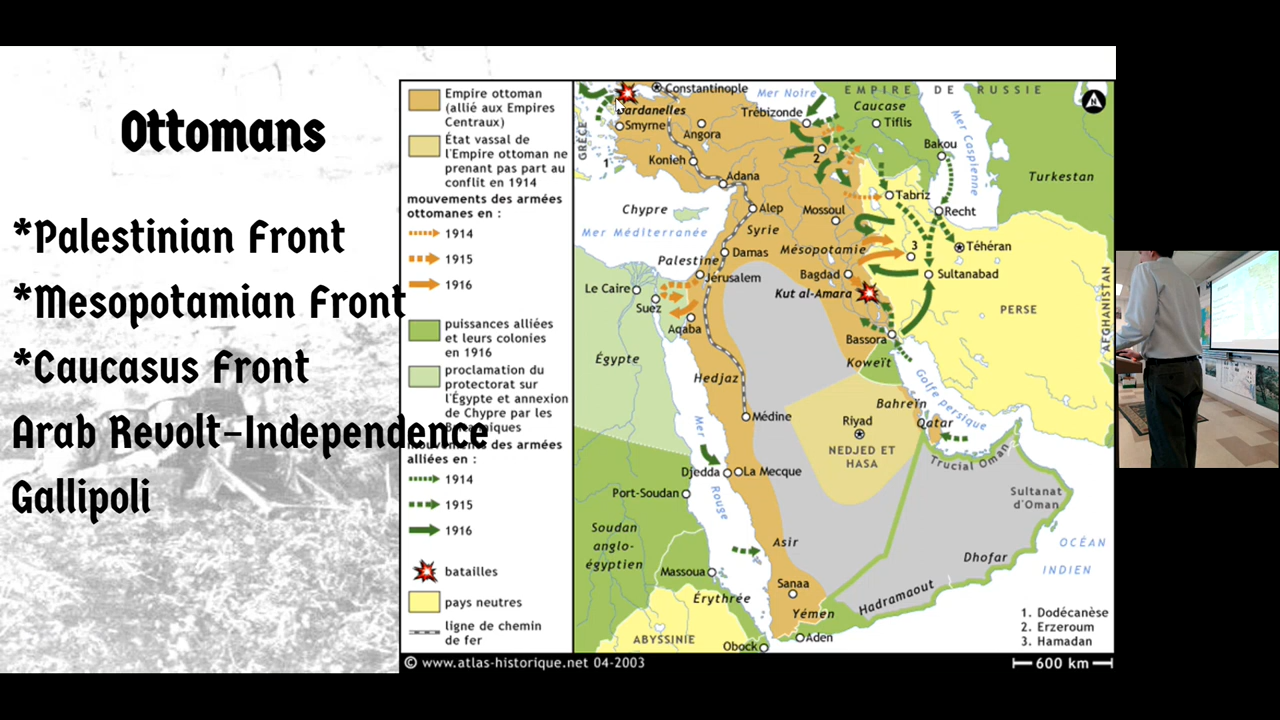 Ottomans
*Palestinian Front
*Mesopotamian Front
*Caucasus Front
Arab Revolt-Independence
Gallipoli
Empire ottoman
(allié aux Empires
Centraux)
État vassal de
l'Empire ottoman ne
prenant pas part au
conflit en 1914
mouvements des armées
ottomanes en :
1914
1915
1916
puissances alliées
et leurs colonies
en 1916
proclamation du
protectorat sur
l'Égypte et annexion
de Chypre par les
Britanniques
mouvements des armées
alliées en :
1914
1915
1916
batailles
pays neutres
ligne de chemin
de fer
© www.atlas-historique.net 04-2003
Constantinople
Mer Noire
EMPIRE DE RUSSIE
Dardanelles
Trébizonde
Caucase
Smyrne
Angora
Tiflis
GRÈCE
Mer Caspienne
Bakou
1
2
Konieh
Adana
Turkestan
Tabriz
Chypre
Alep
Mossoul
Recht
Mer Méditerranée
Syrie
Mésopotamie
3
Téhéran
Damas
Palestine
Jérusalem
Bagdad
Sultanabad
Le Caire
Kut al-Amara
Suez
AFGHANISTAN
PERSE
Aqaba
Bassora
Égypte
Koweït
Hedjaz
Golfe persique
Bahreïn
Médine
Riyad
Qatar
Mer Rouge
NEDJED ET
HASA
Trucial Oman
Djedda
La Mecque
Port-Soudan
Sultanat
d'Oman
Soudan
anglo-
égyptien
Asir
OCÉAN
INDIEN
Dhofar
Massoua
Sanaa
Hadramaout
Érythrée
Yémen
ABYSSINIE
Obock
Aden
1. Dodécanèse
2. Erzeroum
3. Hamadan
600 km